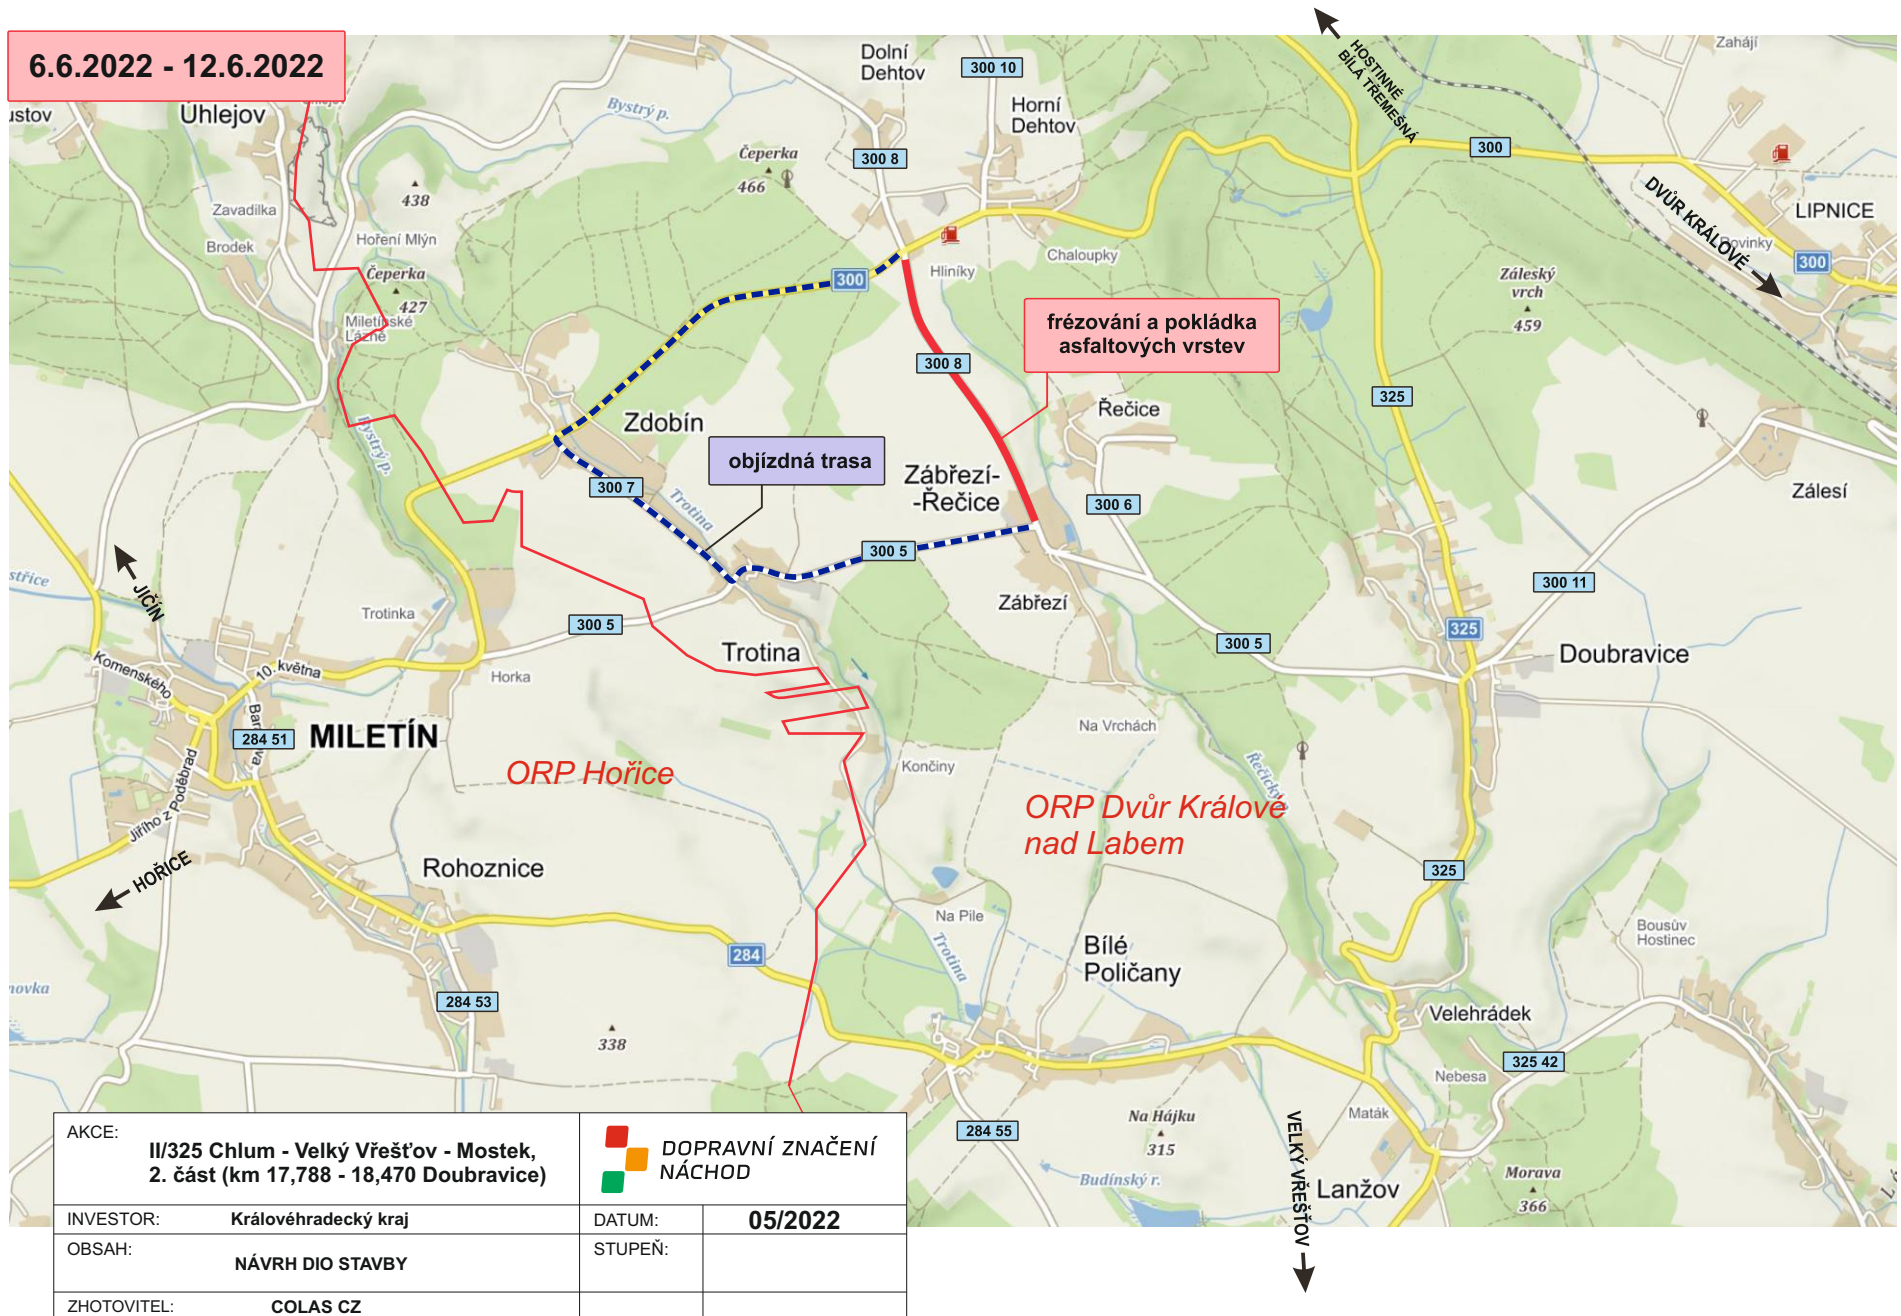 6.6.2022 - 12.6.2022
Úhlejov
Bystrý p.
Dolní
Dehtov
300 10
Horní
Dehtov
HOSTINNÉ
BÍLÁ TŘEMEŠNÁ
Zahájí
300 8
Čeperka
466
438
300
Zavadilka
Brodek
Hoření Mlýn
Čeperka
427
Miletínské
Lázně
DVŮR KRÁLOVÉ
LIPNICE
300
300
Hliníky
Chaloupky
Záleský
vrch
459
frézování a pokládka
asfaltových vrstev
300 8
325
Řečice
Zdobín
Bystrý p.
objízdná trasa
Zábřezí-
-Řečice
300 7
Trotina
300 6
Zálesí
300 5
JIČÍN
300 11
Trotinka
Zábřezí
300 5
325
300 5
Trotina
Doubravice
Komenského
10. května
Horka
284 51
MILETÍN
Na Vrchách
ORP Hořice
Končiny
Řečický
Jiřího z Poděbrad
ORP Dvůr Králové
nad Labem
HOŘICE
Rohoznice
325
Na Pile
Trotina
284
Bílé
Poličany
Bousův
Hostinec
284 53
Velehrádek
338
325 42
Nebesa
Na Hájku
315
Maták
284 55
VELKÝ VŘEŠŤOV
Budínský r.
Lanžov
Morava
366
AKCE:
II/325 Chlum - Velký Vřešťov - Mostek,
2. část (km 17,788 - 18,470 Doubravice)
DOPRAVNÍ ZNAČENÍ
NÁCHOD
INVESTOR: Královéhradecký kraj
DATUM: 05/2022
OBSAH:
NÁVRH DIO STAVBY
STUPEŇ:
ZHOTOVITEL: COLAS CZ